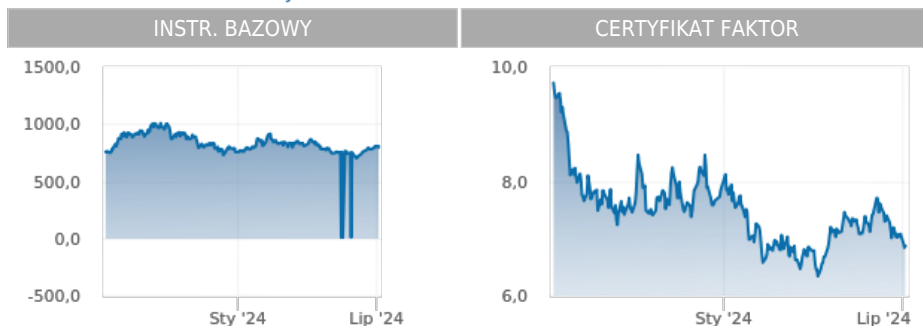 INSTR. BAZOWY
CERTYFIKAT FAKTOR
1500,0
1000,0
500,0
0,0
-500,0
Sty '24
Lip '24
10,0
8,0
6,0
Sty '24
Lip '24